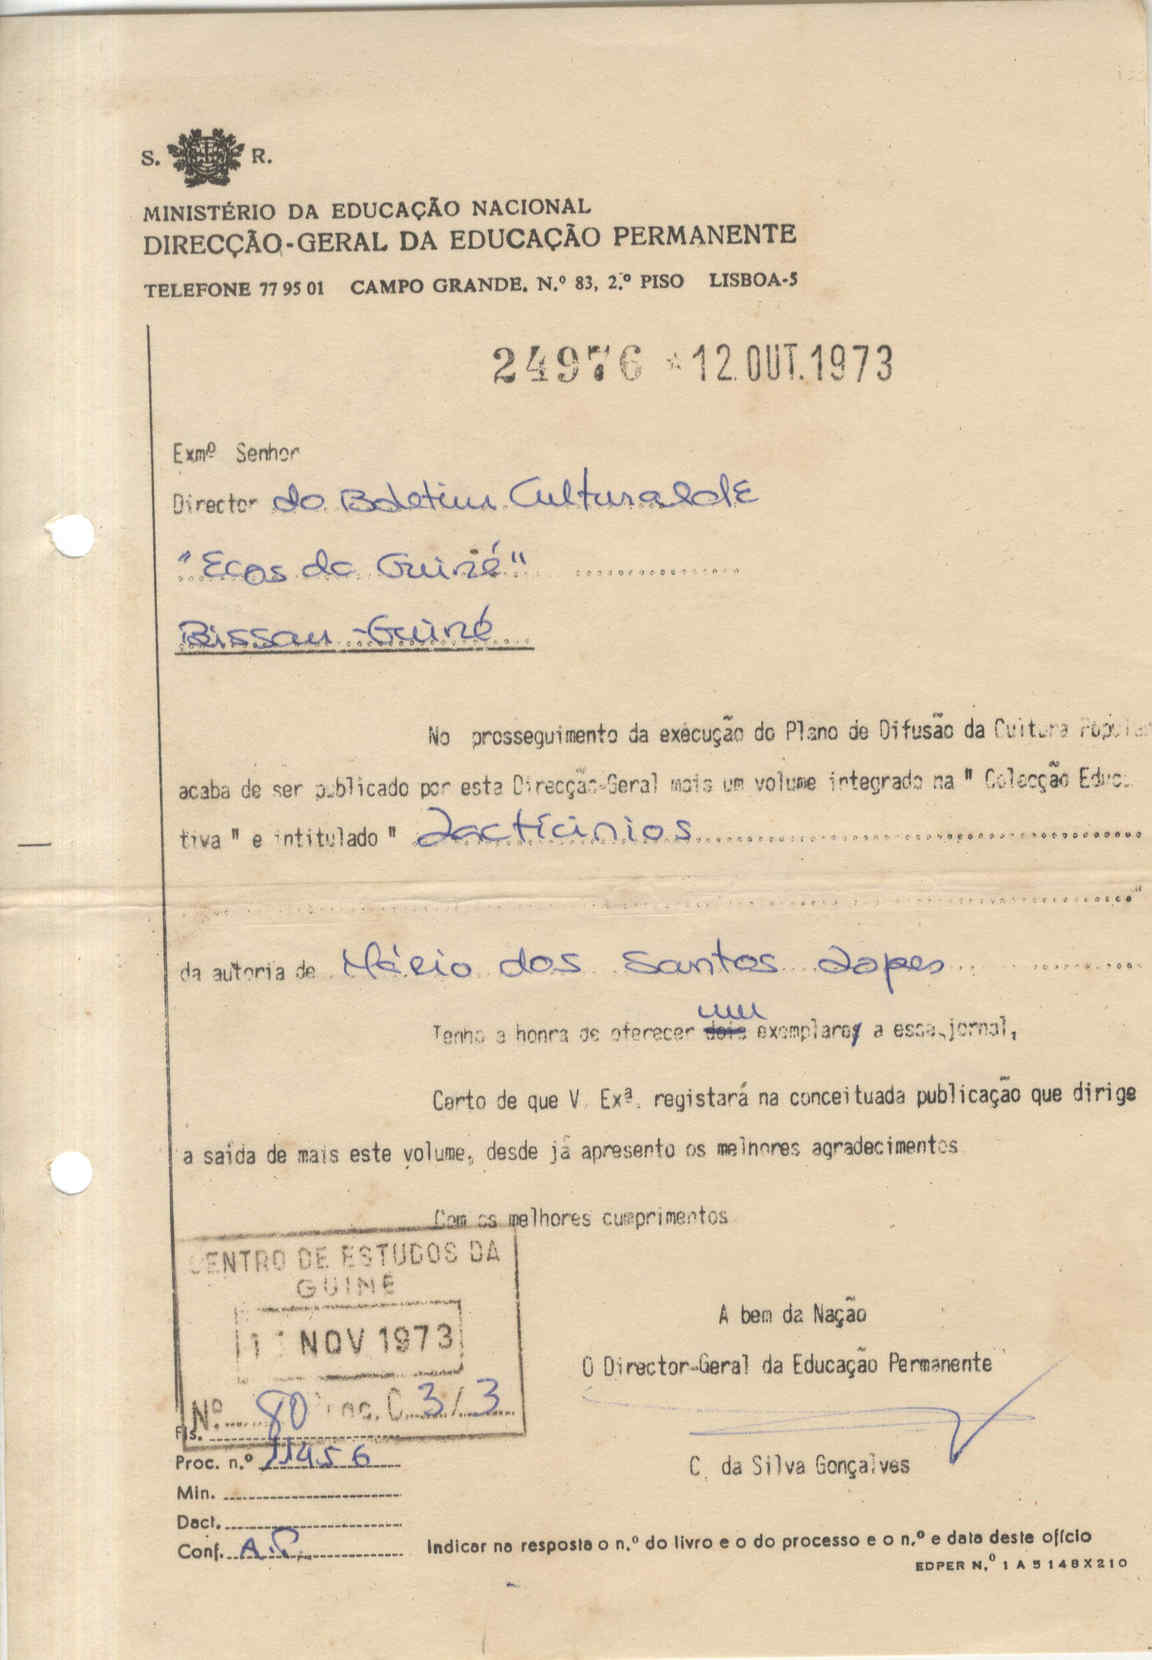 S. R.
MINISTÉRIO DA EDUCAÇÃO NACIONAL
DIRECÇÃO-GERAL DA EDUCAÇÃO PERMANENTE
TELEFONE 77 95 01 CAMPO GRANDE, N.º 83, 2.º PISO LISBOA-5
24976 * 12.OUT.1973
Exmº Senhor
Director do Boletim Cultural de
"Ecos da Guiné"
Bissau - Guiné
No prosseguimento da execução do Plano de Difusão da Cultura Popular
acaba de ser publicado por esta Direcção-Geral mais um volume integrado na " Colecção Educa
tiva " e intitulado " Lacticínios
"
da autoria de Mário dos Santos Lopes
um
Tenho a honra de oferecer dois exemplares a esse jornal,
Certo de que V. Exª. registará na conceituada publicação que dirige
a saída de mais este volume, desde já apresento os melhores agradecimentos
Com os melhores cumprimentos
CENTRO DE ESTUDOS DA
GUINÉ
NOV 1973
Nº 80 C 3/3
A bem da Nação
O Director-Geral da Educação Permanente
C. da Silva Gonçalves
Fls.
Proc. n.º 11456
Min.
Dact.
Conf. A.P.
Indicar na resposta o n.º do livro e o do processo e o n.º e data deste ofício
EDPER N.º 1 A 5 148X210